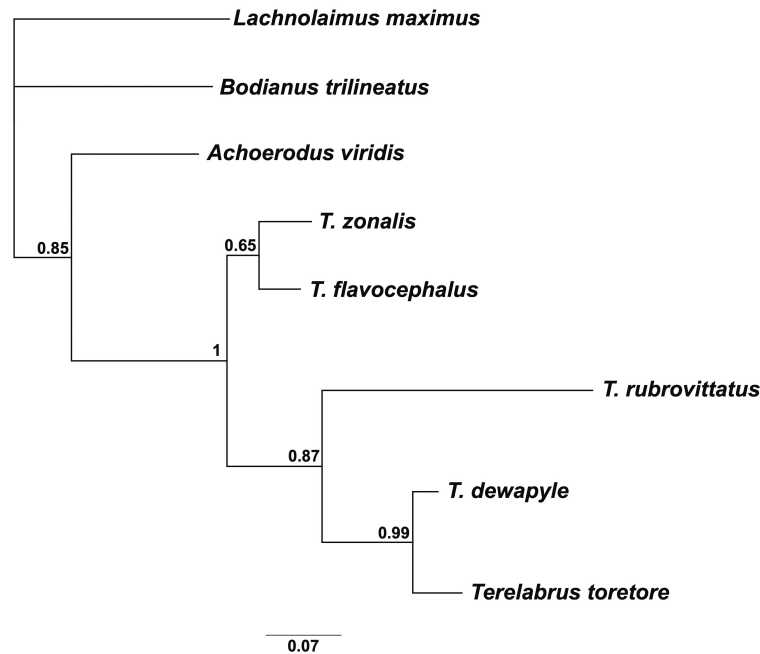 Lachnolaimus maximus
Bodianus trilineatus
Achoerodus viridis
T. zonalis
0.65
0.85
T. flavocephalus
1
T. rubrovittatus
0.87
T. dewapyle
0.99
Terelabrus toretore
0.07